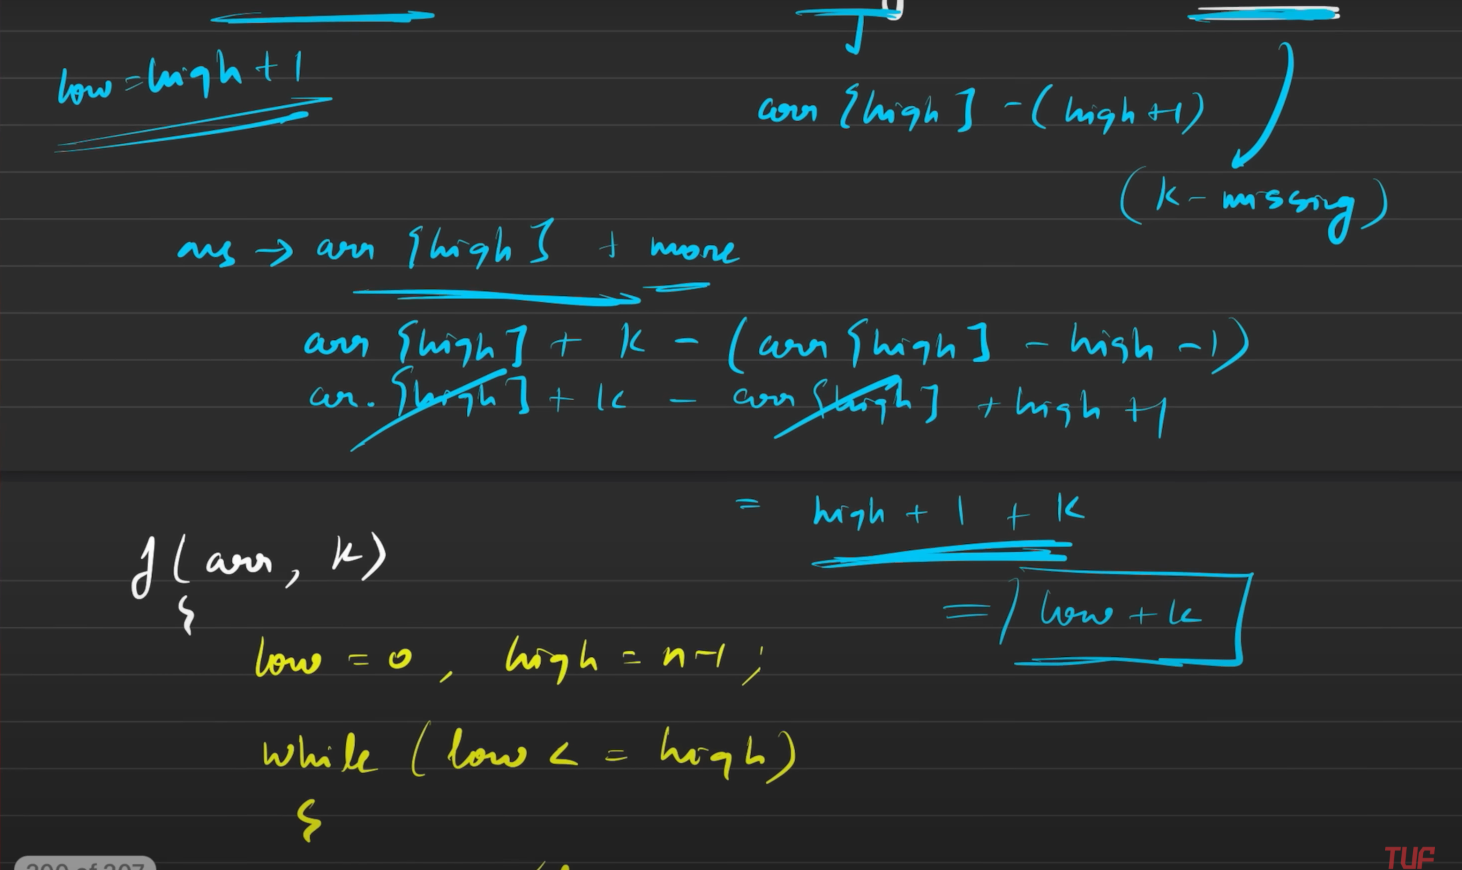 low = high + 1
arr [high] - (high+1)
(k - missing)
ans → arr [high] + more
arr [high] + k - (arr [high] - high - 1)
ar. [high] + k - arr [high] + high + 1
= high + 1 + k
f(arr, k)
{
= low + k
low = 0, high = n-1;
while (low < = high)
{
TUF